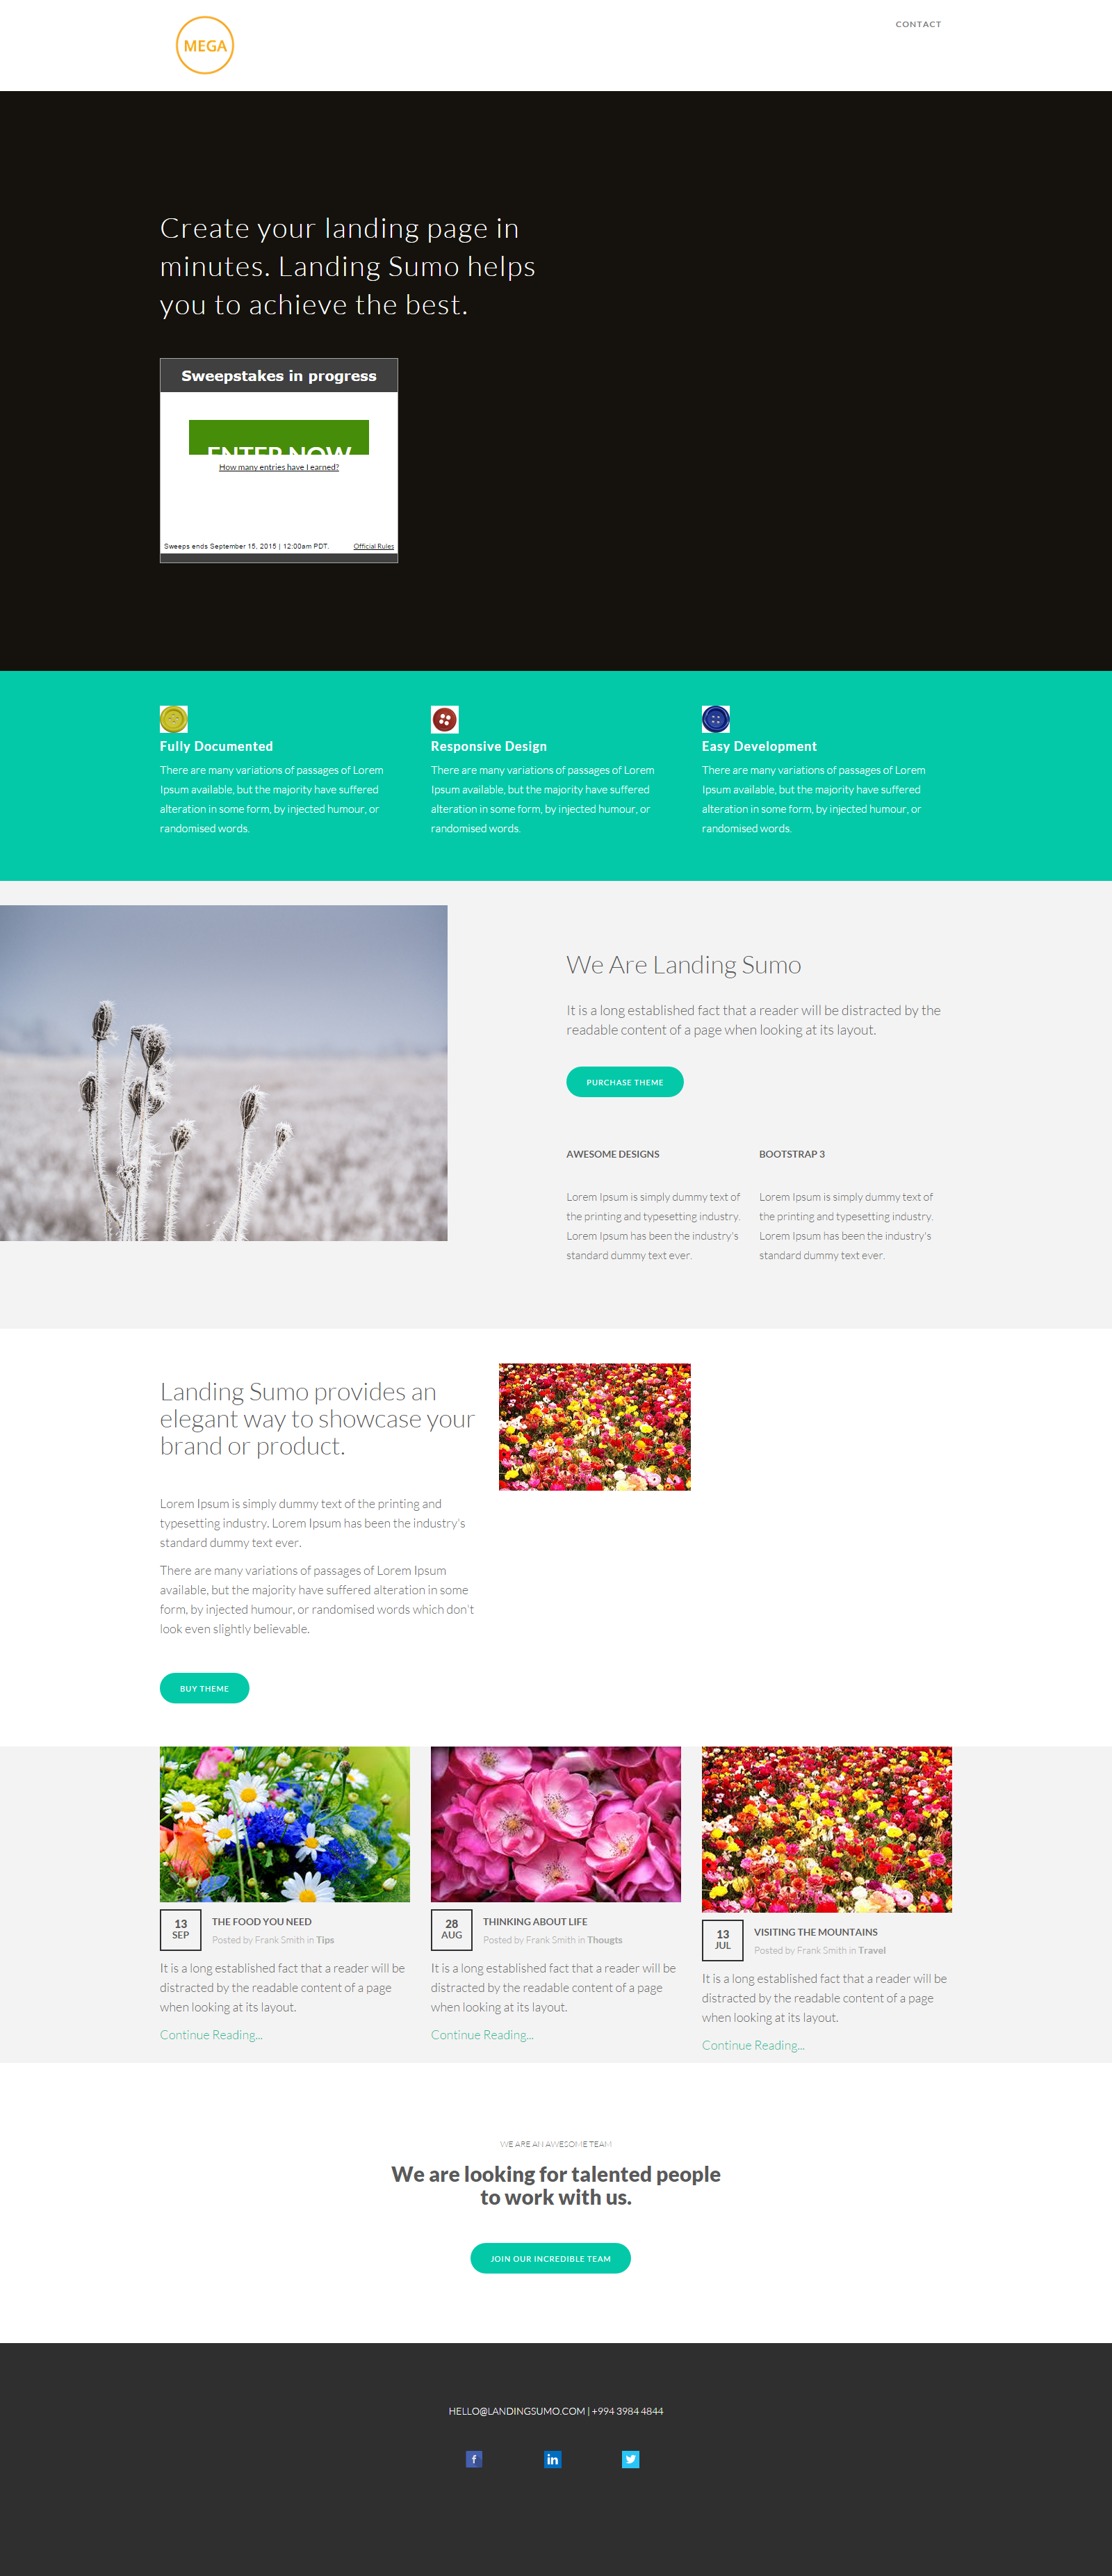 MEGA
CONTACT
Create your landing page in
minutes. Landing Sumo helps
you to achieve the best.
Sweepstakes in progress
ENTER NOW
How many entries have I earned?
Sweeps ends September 15, 2015 | 12:00am PDT.
Official Rules
Fully Documented
There are many variations of passages of Lorem
Ipsum available, but the majority have suffered
alteration in some form, by injected humour, or
randomised words.
Responsive Design
There are many variations of passages of Lorem
Ipsum available, but the majority have suffered
alteration in some form, by injected humour, or
randomised words.
Easy Development
There are many variations of passages of Lorem
Ipsum available, but the majority have suffered
alteration in some form, by injected humour, or
randomised words.
We Are Landing Sumo
It is a long established fact that a reader will be distracted by the
readable content of a page when looking at its layout.
PURCHASE THEME
AWESOME DESIGNS
Lorem Ipsum is simply dummy text of
the printing and typesetting industry.
Lorem Ipsum has been the industry's
standard dummy text ever.
BOOTSTRAP 3
Lorem Ipsum is simply dummy text of
the printing and typesetting industry.
Lorem Ipsum has been the industry's
standard dummy text ever.
Landing Sumo provides an
elegant way to showcase your
brand or product.
Lorem Ipsum is simply dummy text of the printing and
typesetting industry. Lorem Ipsum has been the industry's
standard dummy text ever.
There are many variations of passages of Lorem Ipsum
available, but the majority have suffered alteration in some
form, by injected humour, or randomised words which don't
look even slightly believable.
BUY THEME
13
SEP
THE FOOD YOU NEED
Posted by Frank Smith in Tips
It is a long established fact that a reader will be
distracted by the readable content of a page
when looking at its layout.
Continue Reading...
28
AUG
THINKING ABOUT LIFE
Posted by Frank Smith in Thougts
It is a long established fact that a reader will be
distracted by the readable content of a page
when looking at its layout.
Continue Reading...
13
JUL
VISITING THE MOUNTAINS
Posted by Frank Smith in Travel
It is a long established fact that a reader will be
distracted by the readable content of a page
when looking at its layout.
Continue Reading...
WE ARE AN AWESOME TEAM
We are looking for talented people
to work with us.
JOIN OUR INCREDIBLE TEAM
HELLO@LANDINGSUMO.COM | +994 3984 4844
f
in